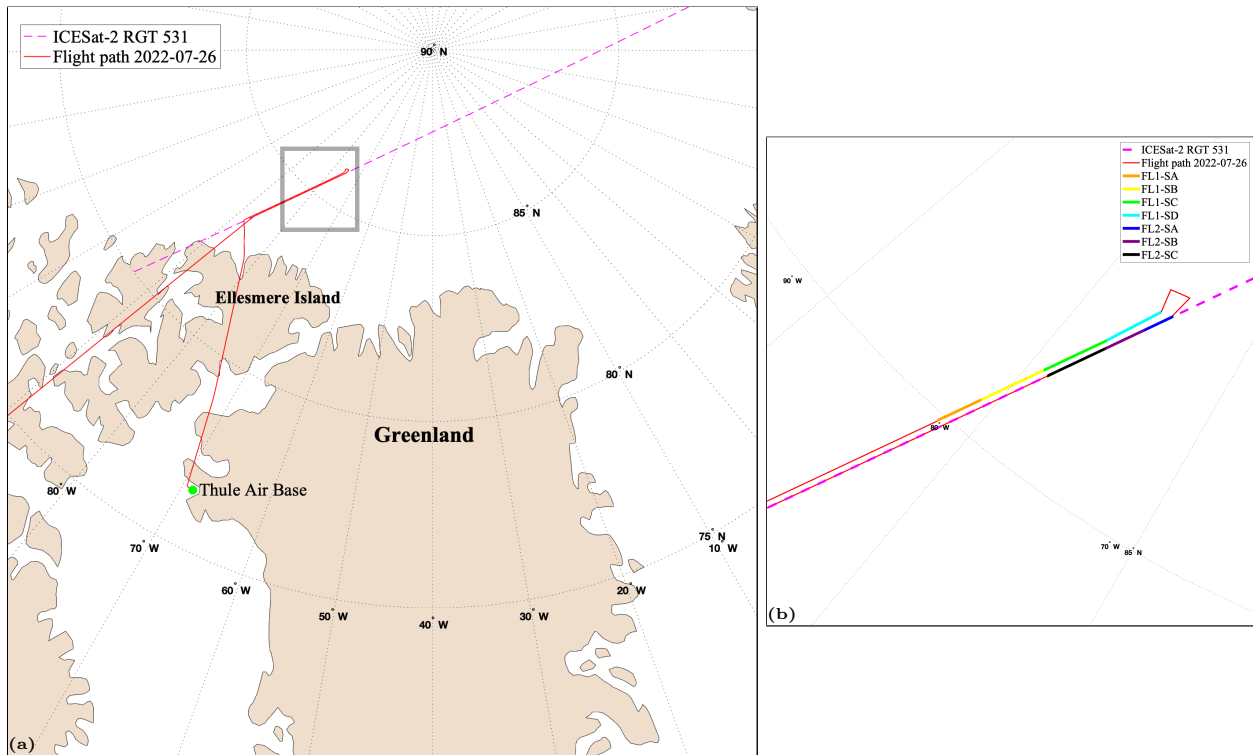 ICESat-2 RGT 531
Flight path 2022-07-26
90° N
85° N
Ellesmere Island
80° N
Greenland
Thule Air Base
80° W
70° W
75° N
10° W
60° W
20° W
50° W
40° W
30° W
(a)
ICESat-2 RGT 531
Flight path 2022-07-26
FL1-SA
FL1-SB
FL1-SC
FL1-SD
FL2-SA
FL2-SB
FL2-SC
90° W
80° W
70° W
85° N
(b)